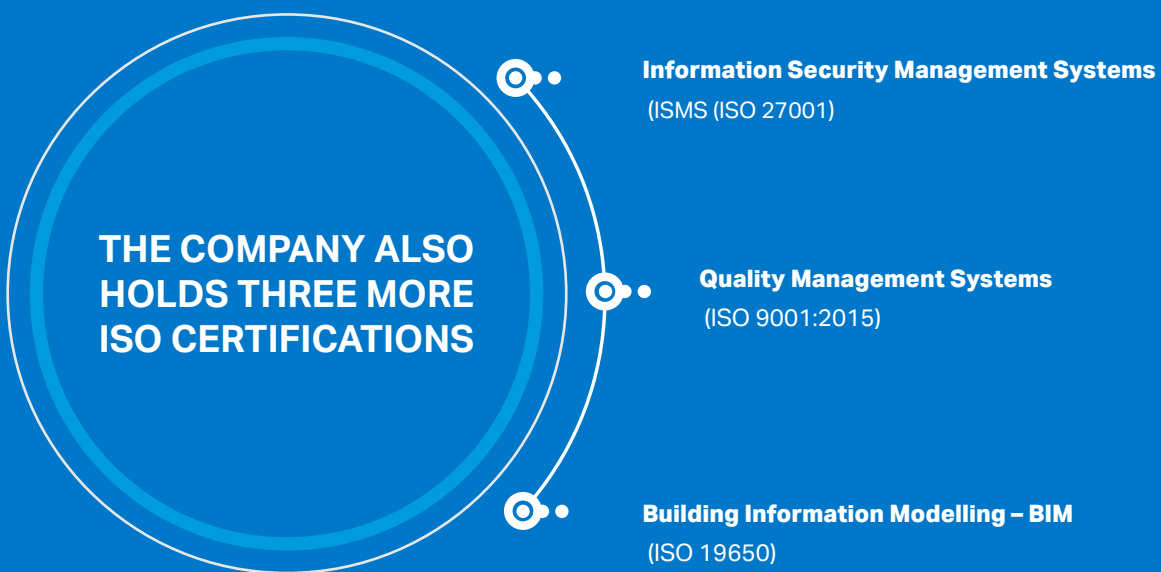 THE COMPANY ALSO
HOLDS THREE MORE
ISO CERTIFICATIONS
Information Security Management Systems
(ISMS (ISO 27001)
Quality Management Systems
(ISO 9001:2015)
Building Information Modelling – BIM
(ISO 19650)